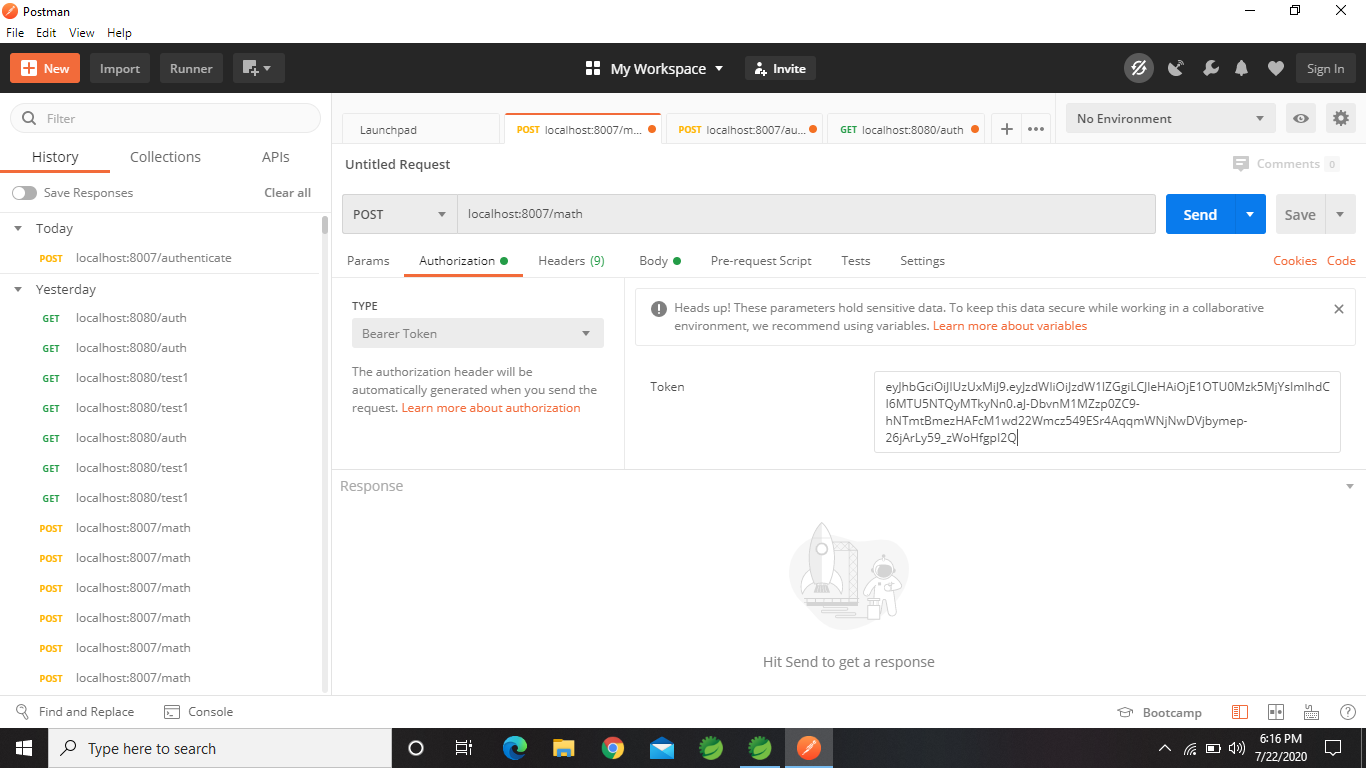 Postman
File Edit View Help
New Import Runner My Workspace Invite Sign In
Filter
History Collections APIs
Save Responses Clear all
Today
POST localhost:8007/authenticate
Yesterday
GET localhost:8080/auth
GET localhost:8080/auth
GET localhost:8080/test1
GET localhost:8080/test1
GET localhost:8080/auth
GET localhost:8080/test1
GET localhost:8080/test1
POST localhost:8007/math
POST localhost:8007/math
POST localhost:8007/math
POST localhost:8007/math
POST localhost:8007/math
POST localhost:8007/math
Launchpad POST localhost:8007/m... POST localhost:8007/au... GET localhost:8080/auth No Environment
Untitled Request Comments 0
POST localhost:8007/math Send Save
Params Authorization Headers (9) Body Pre-request Script Tests Settings Cookies Code
TYPE
Bearer Token
The authorization header will be
automatically generated when you send the
request. Learn more about authorization
Heads up! These parameters hold sensitive data. To keep this data secure while working in a collaborative
environment, we recommend using variables. Learn more about variables
Token
Response
Hit Send to get a response
Find and Replace Console Bootcamp
Type here to search
6:16 PM
7/22/2020